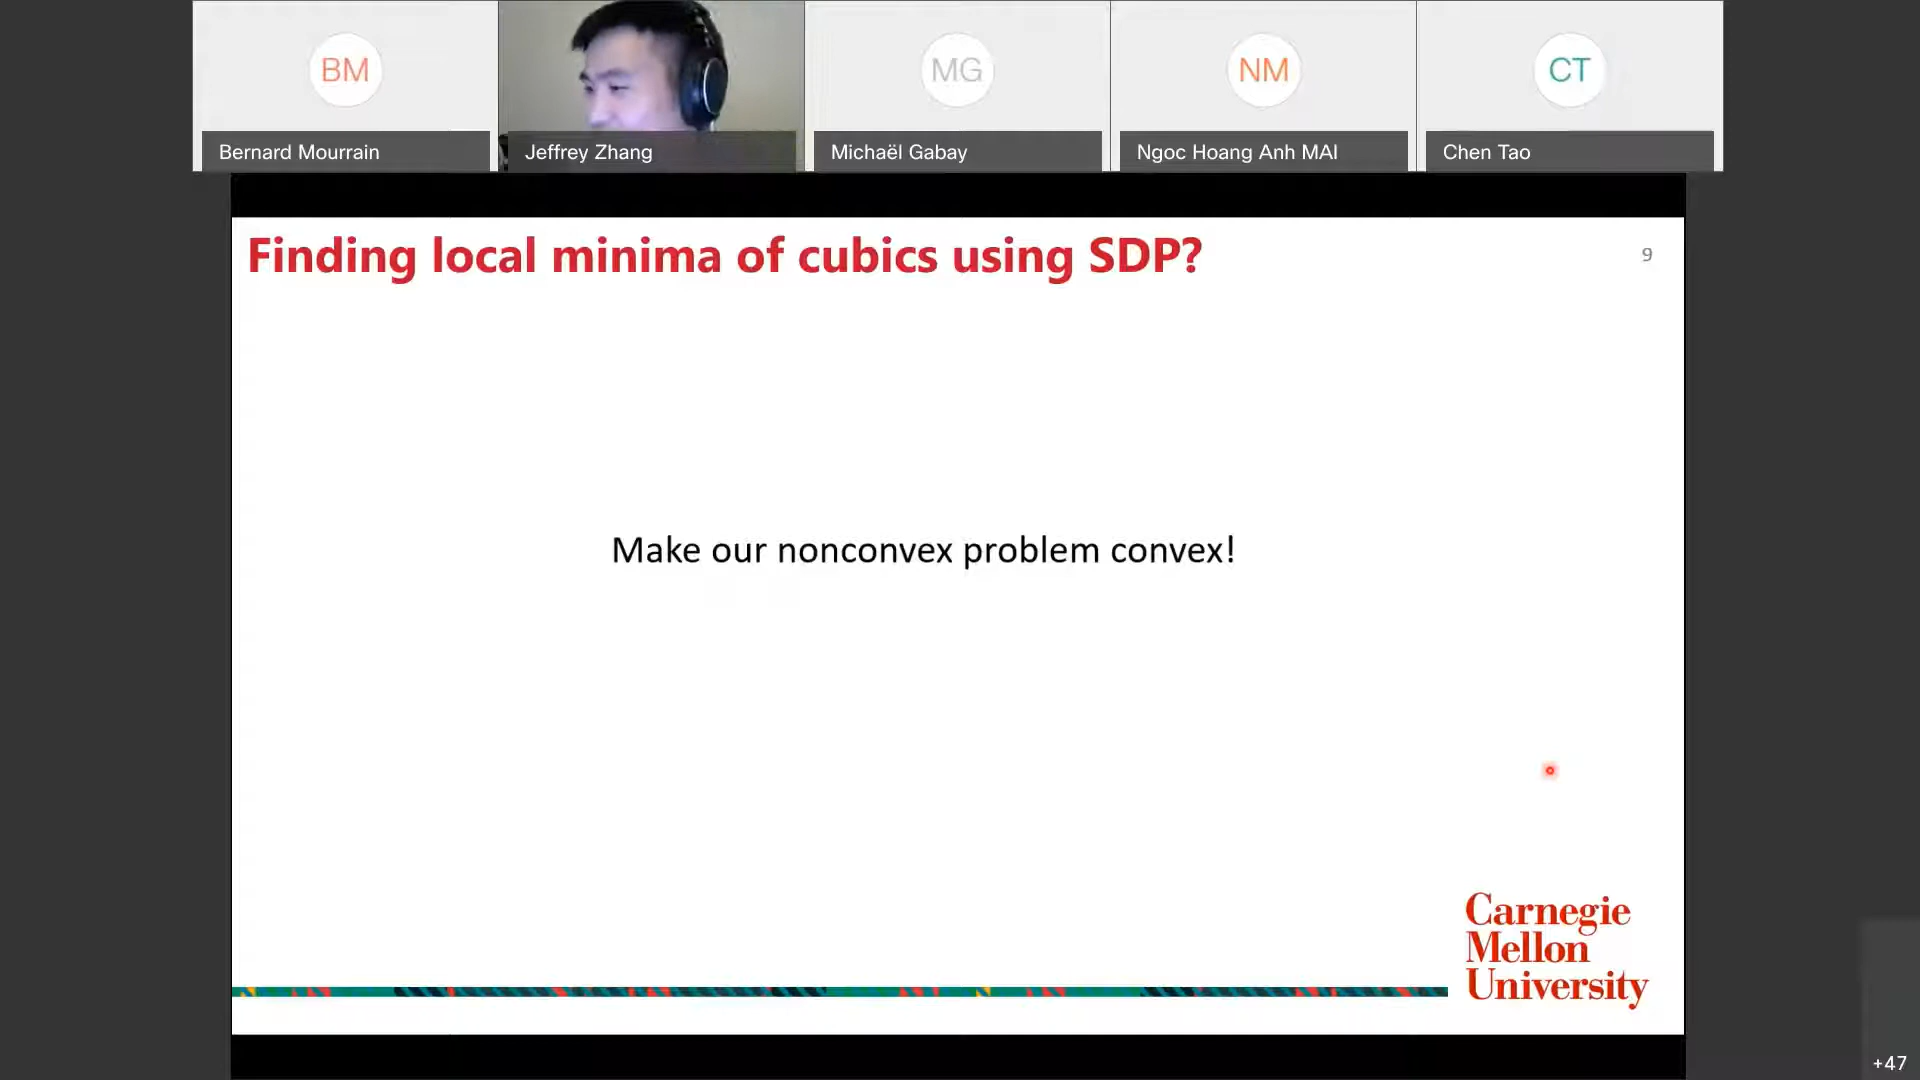 BM
MG
NM
CT
Bernard Mourrain
Jeffrey Zhang
Michaël Gabay
Ngoc Hoang Anh MAI
Chen Tao
Finding local minima of cubics using SDP?
9
Make our nonconvex problem convex!
Carnegie
Mellon
University
+47